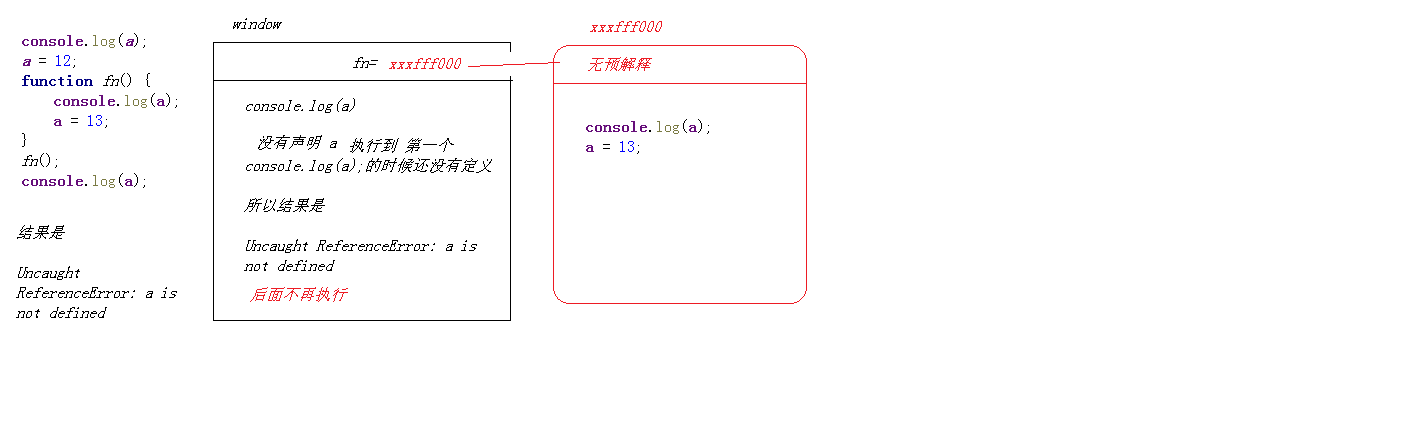 console.log(a);
a = 12;
function fn() {
console.log(a);
a = 13;
}
fn();
console.log(a);
结果是
Uncaught
ReferenceError: a is
not defined
window
fn= xxxfff000
console.log(a)
没有声明 a 执行到 第一个
console.log(a);的时候还没有定义
所以结果是
Uncaught ReferenceError: a is
not defined
后面不再执行
xxxfff000
无预解释
console.log(a);
a = 13;